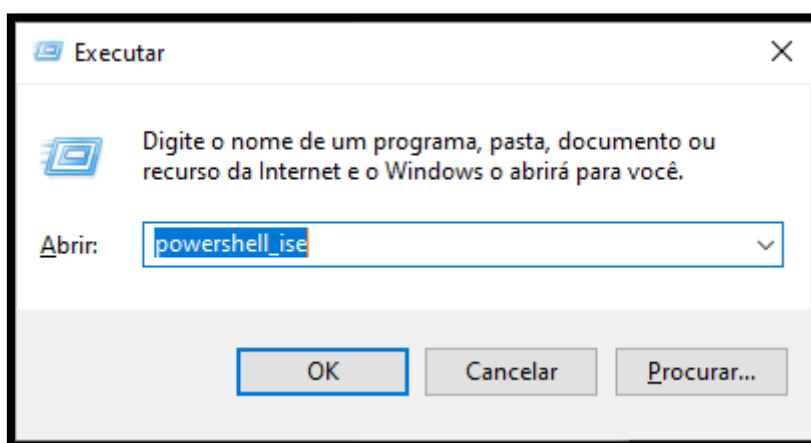 Executar
Digite o nome de um programa, pasta, documento ou
recurso da Internet e o Windows o abrirá para você.
Abrir: powershell_ise
OK Cancelar Procurar...